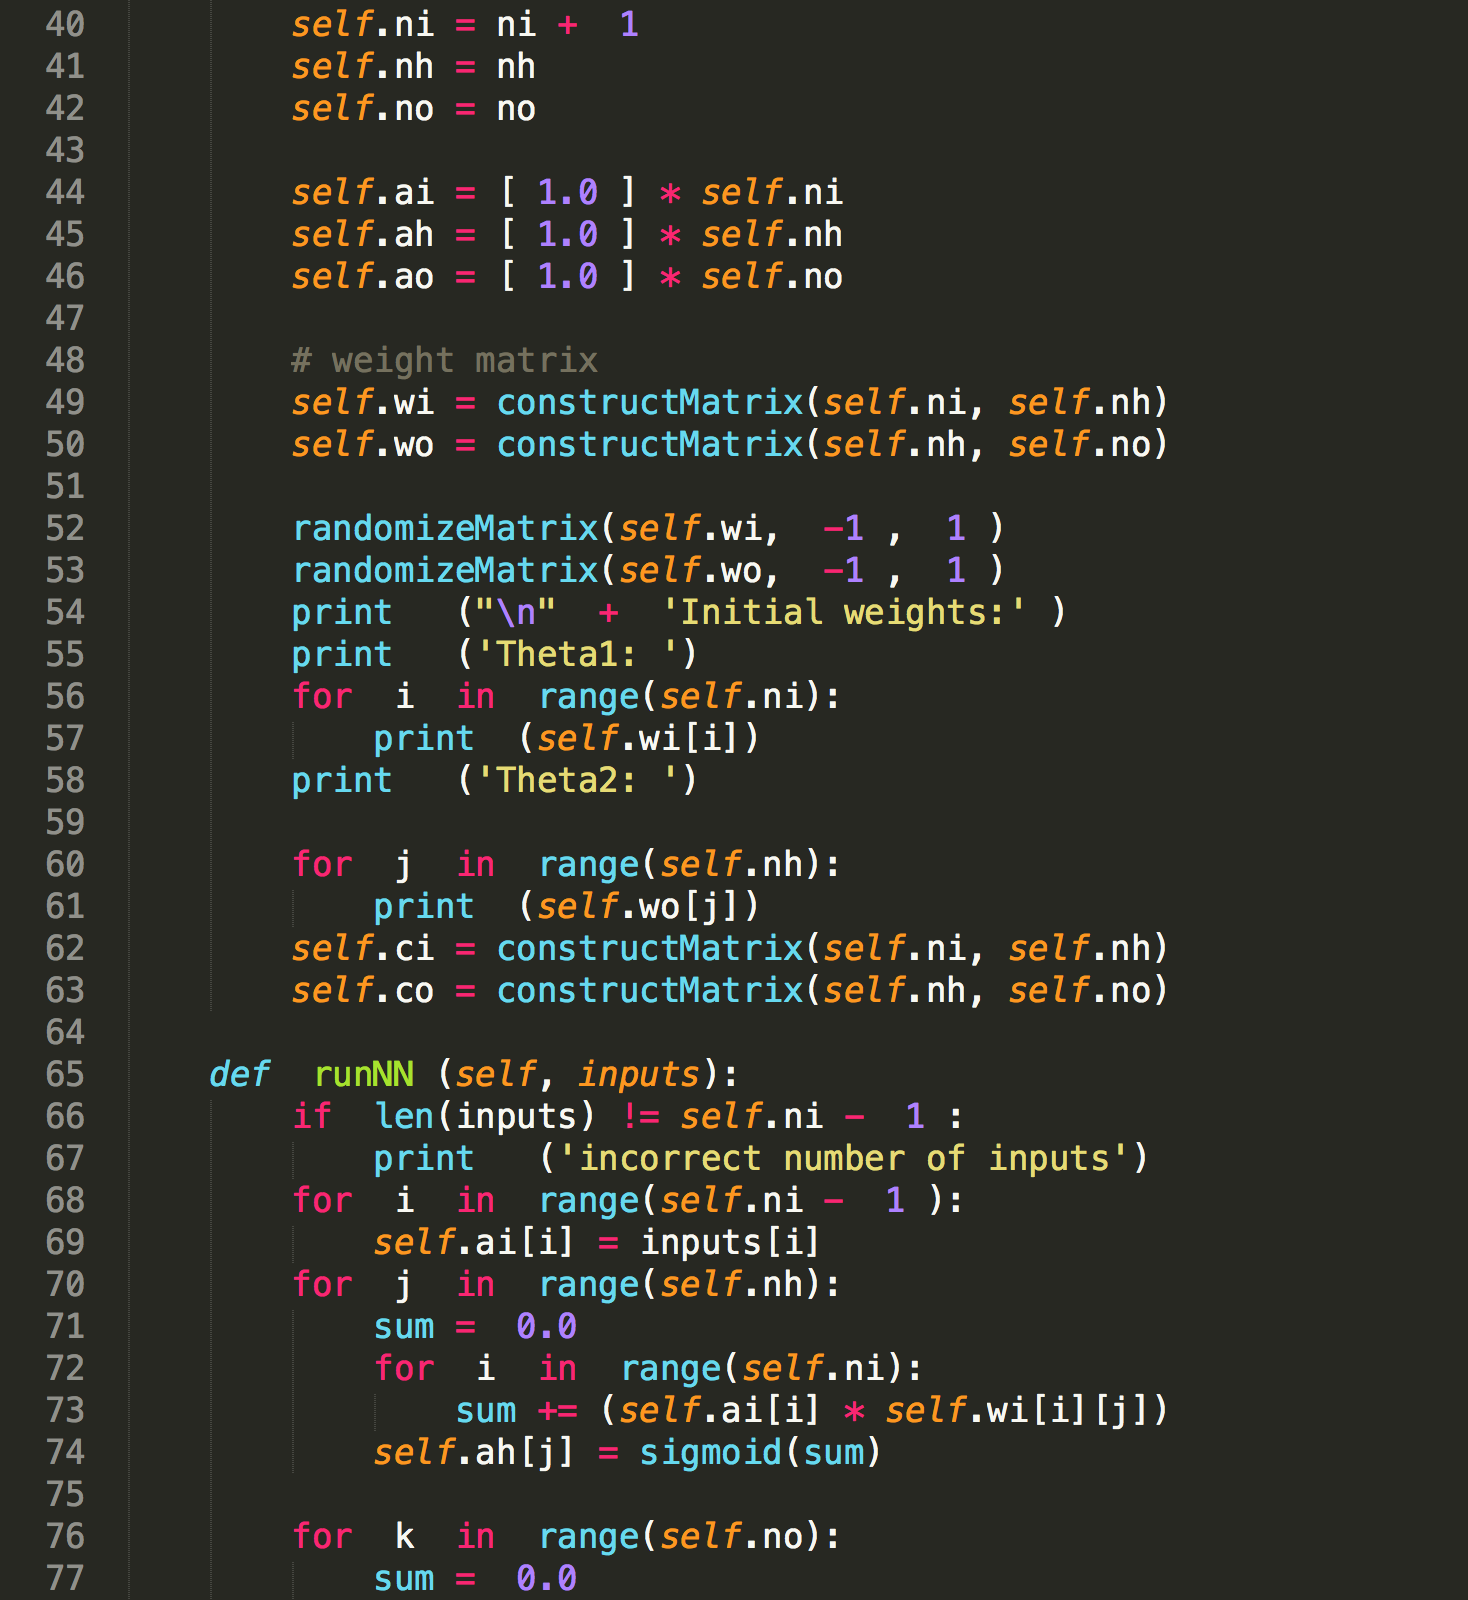 40 self.ni = ni +  1
41 self.nh = nh
42 self.no = no
43
44 self.ai = [ 1.0 ] * self.ni
45 self.ah = [ 1.0 ] * self.nh
46 self.ao = [ 1.0 ] * self.no
47
48 # weight matrix
49 self.wi = constructMatrix(self.ni, self.nh)
50 self.wo = constructMatrix(self.nh, self.no)
51
52 randomizeMatrix(self.wi,  -1 ,  1 )
53 randomizeMatrix(self.wo,  -1 ,  1 )
54 print   ("\n"  +  'Initial weights:' )
55 print   ('Theta1: ')
56 for  i  in  range(self.ni):
57     print  (self.wi[i])
58 print   ('Theta2: ')
59
60 for  j  in  range(self.nh):
61     print  (self.wo[j])
62 self.ci = constructMatrix(self.ni, self.nh)
63 self.co = constructMatrix(self.nh, self.no)
64
65 def  runNN (self, inputs):
66 if  len(inputs) != self.ni -  1 :
67     print   ('incorrect number of inputs')
68 for  i  in  range(self.ni -  1 ):
69     self.ai[i] = inputs[i]
70 for  j  in  range(self.nh):
71     sum =  0.0
72     for  i  in  range(self.ni):
73         sum += (self.ai[i] * self.wi[i][j])
74     self.ah[j] = sigmoid(sum)
75
76 for  k  in  range(self.no):
77     sum =  0.0